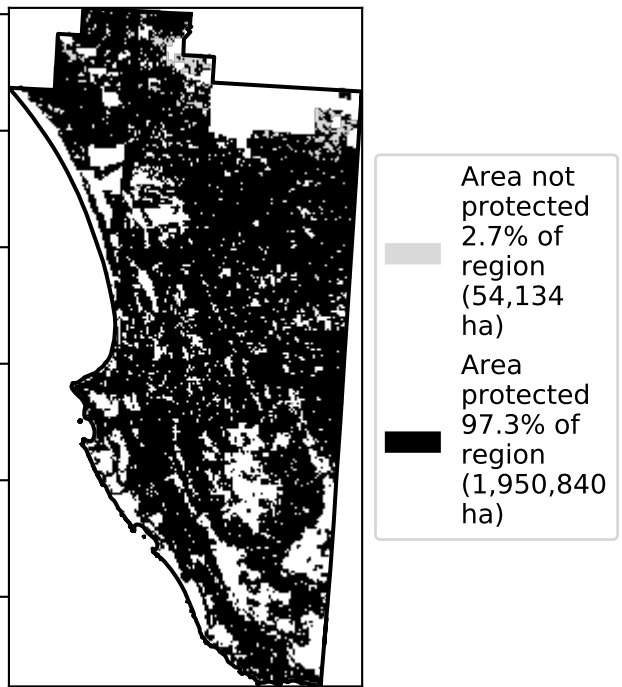 Area not
protected
2.7% of
region
(54,134
ha)
Area
protected
97.3% of
region
(1,950,840
ha)